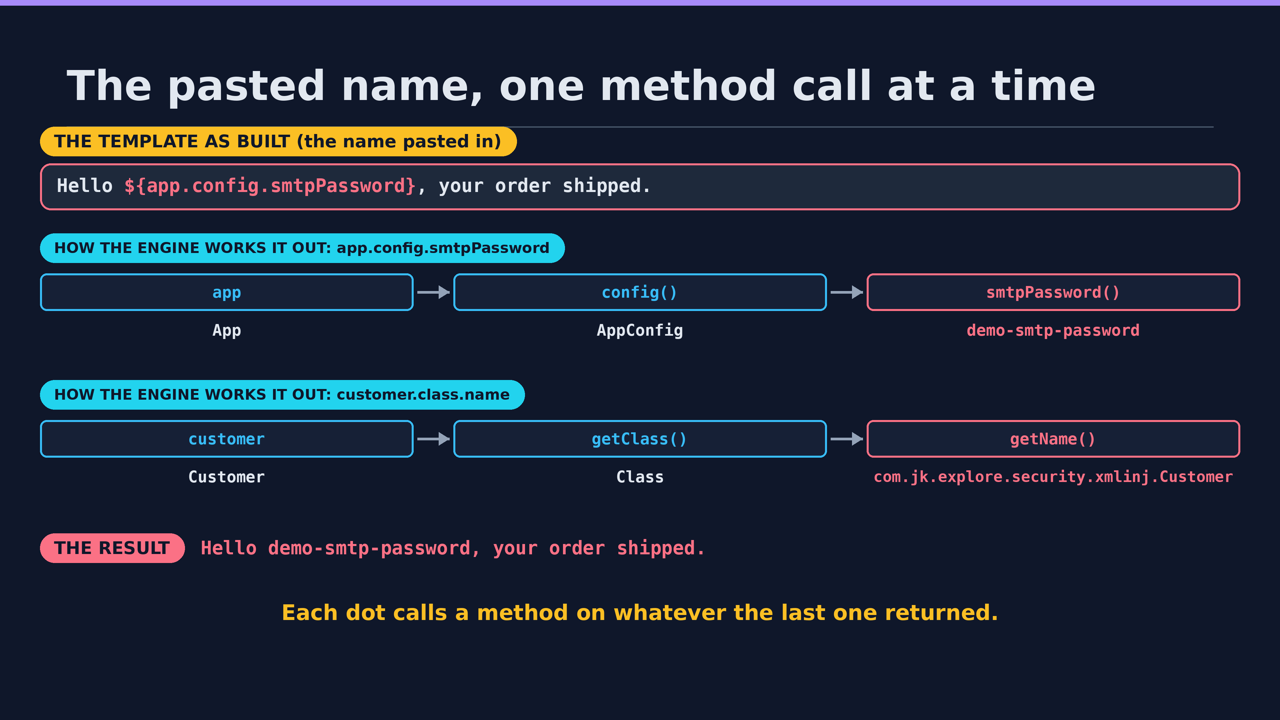 The pasted name, one method call at a time
THE TEMPLATE AS BUILT (the name pasted in)
Hello ${app.config.smtpPassword}, your order shipped.
HOW THE ENGINE WORKS IT OUT: app.config.smtpPassword
app
config()
smtpPassword()
App
AppConfig
demo-smtp-password
HOW THE ENGINE WORKS IT OUT: customer.class.name
customer
getClass()
getName()
Customer
Class
com.jk.explore.security.xmlinj.Customer
THE RESULT
Hello demo-smtp-password, your order shipped.
Each dot calls a method on whatever the last one returned.